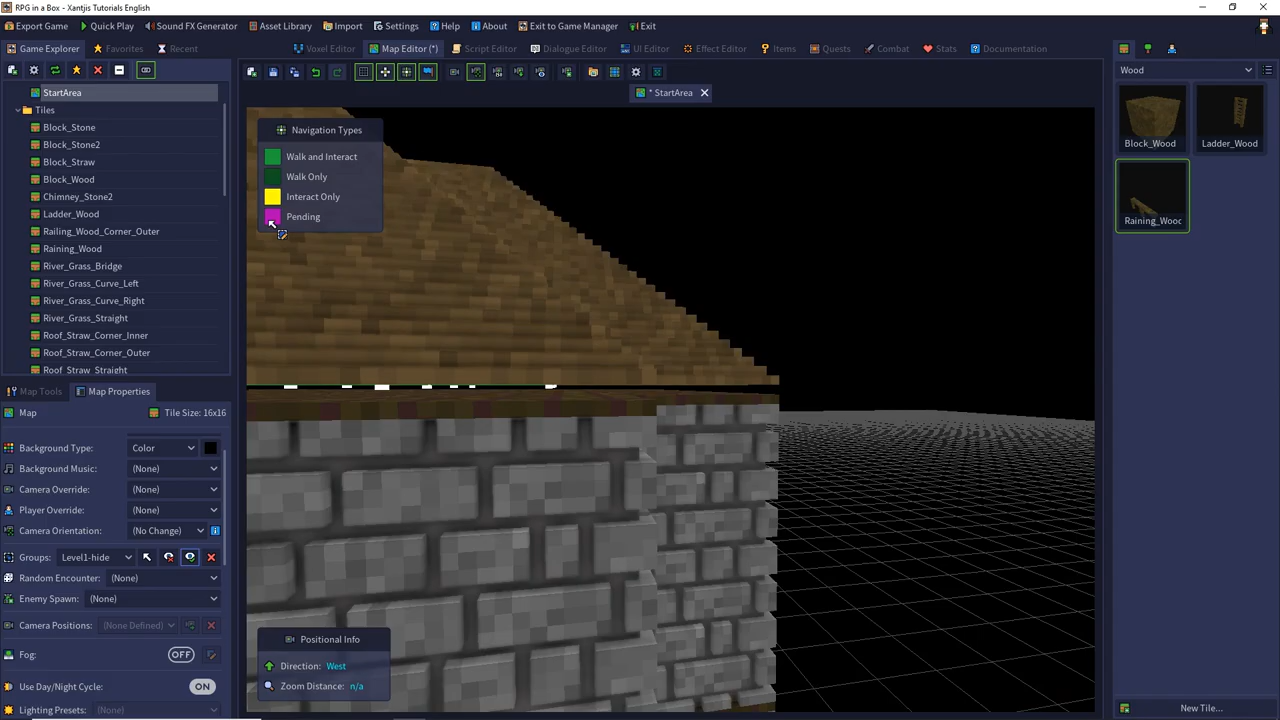 RPG in a Box - Xantjis Tutorials English
Export Game Quick Play Sound FX Generator Asset Library Import Settings Help About Exit to Game Manager Exit
Game Explorer Favorites Recent Voxel Editor Map Editor (*) Script Editor Dialogue Editor UI Editor Effect Editor Items Quests Combat Stats Documentation
Wood
StartArea
* StartArea
Tiles
Block_Stone
Block_Stone2
Block_Straw
Block_Wood
Chimney_Stone2
Ladder_Wood
Railing_Wood_Corner_Outer
Raining_Wood
River_Grass_Bridge
River_Grass_Curve_Left
River_Grass_Curve_Right
River_Grass_Straight
Roof_Straw_Corner_Inner
Roof_Straw_Corner_Outer
Roof_Straw_Straight
Navigation Types
Walk and Interact
Walk Only
Interact Only
Pending
Block_Wood
Ladder_Wood
Raining_Wooc
Map Tools Map Properties
Map Tile Size: 16x16
Background Type: Color
Background Music: (None)
Camera Override: (None)
Player Override: (None)
Camera Orientation: (No Change)
Groups: Level1-hide
Random Encounter: (None)
Enemy Spawn: (None)
Camera Positions: (None Defined)
Fog: OFF
Use Day/Night Cycle: ON
Lighting Presets: (None)
Positional Info
Direction: West
Zoom Distance: n/a
New Tile...